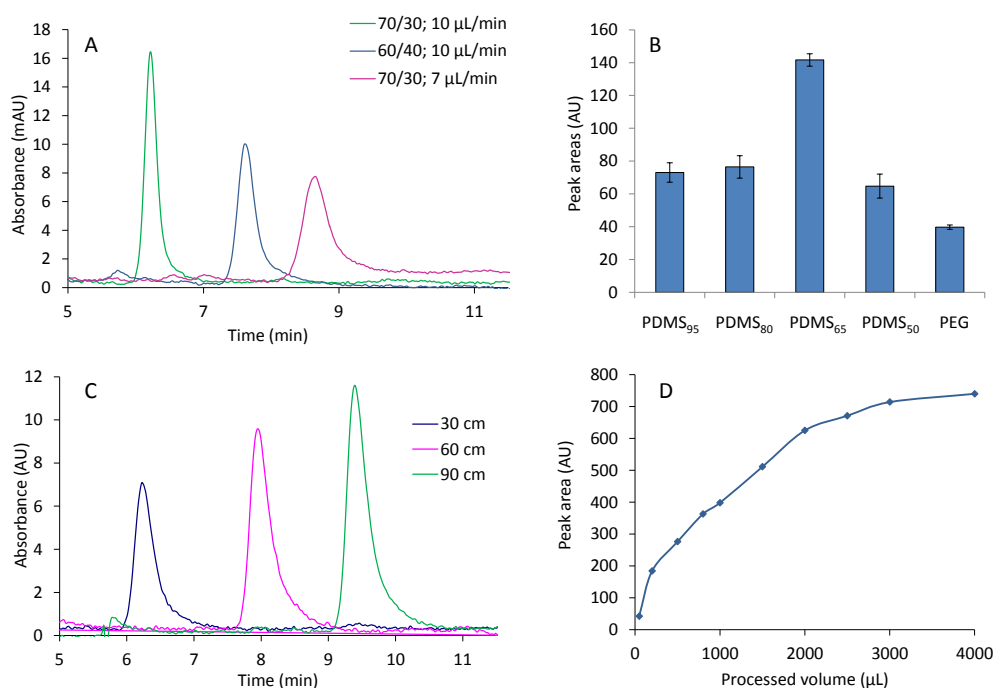 A
70/30; 10 µL/min
60/40; 10 µL/min
70/30; 7 µL/min
Absorbance (mAU)
18
16
14
12
10
8
6
4
2
0
5
7
9
11
Time (min)
B
Peak areas (AU)
160
140
120
100
80
60
40
20
0
PDMS95
PDMS80
PDMS65
PDMS50
PEG
C
30 cm
60 cm
90 cm
Absorbance (AU)
12
10
8
6
4
2
0
5
6
7
8
9
10
11
Time (min)
D
Peak area (AU)
800
700
600
500
400
300
200
100
0
0
1000
2000
3000
4000
Processed volume (µL)